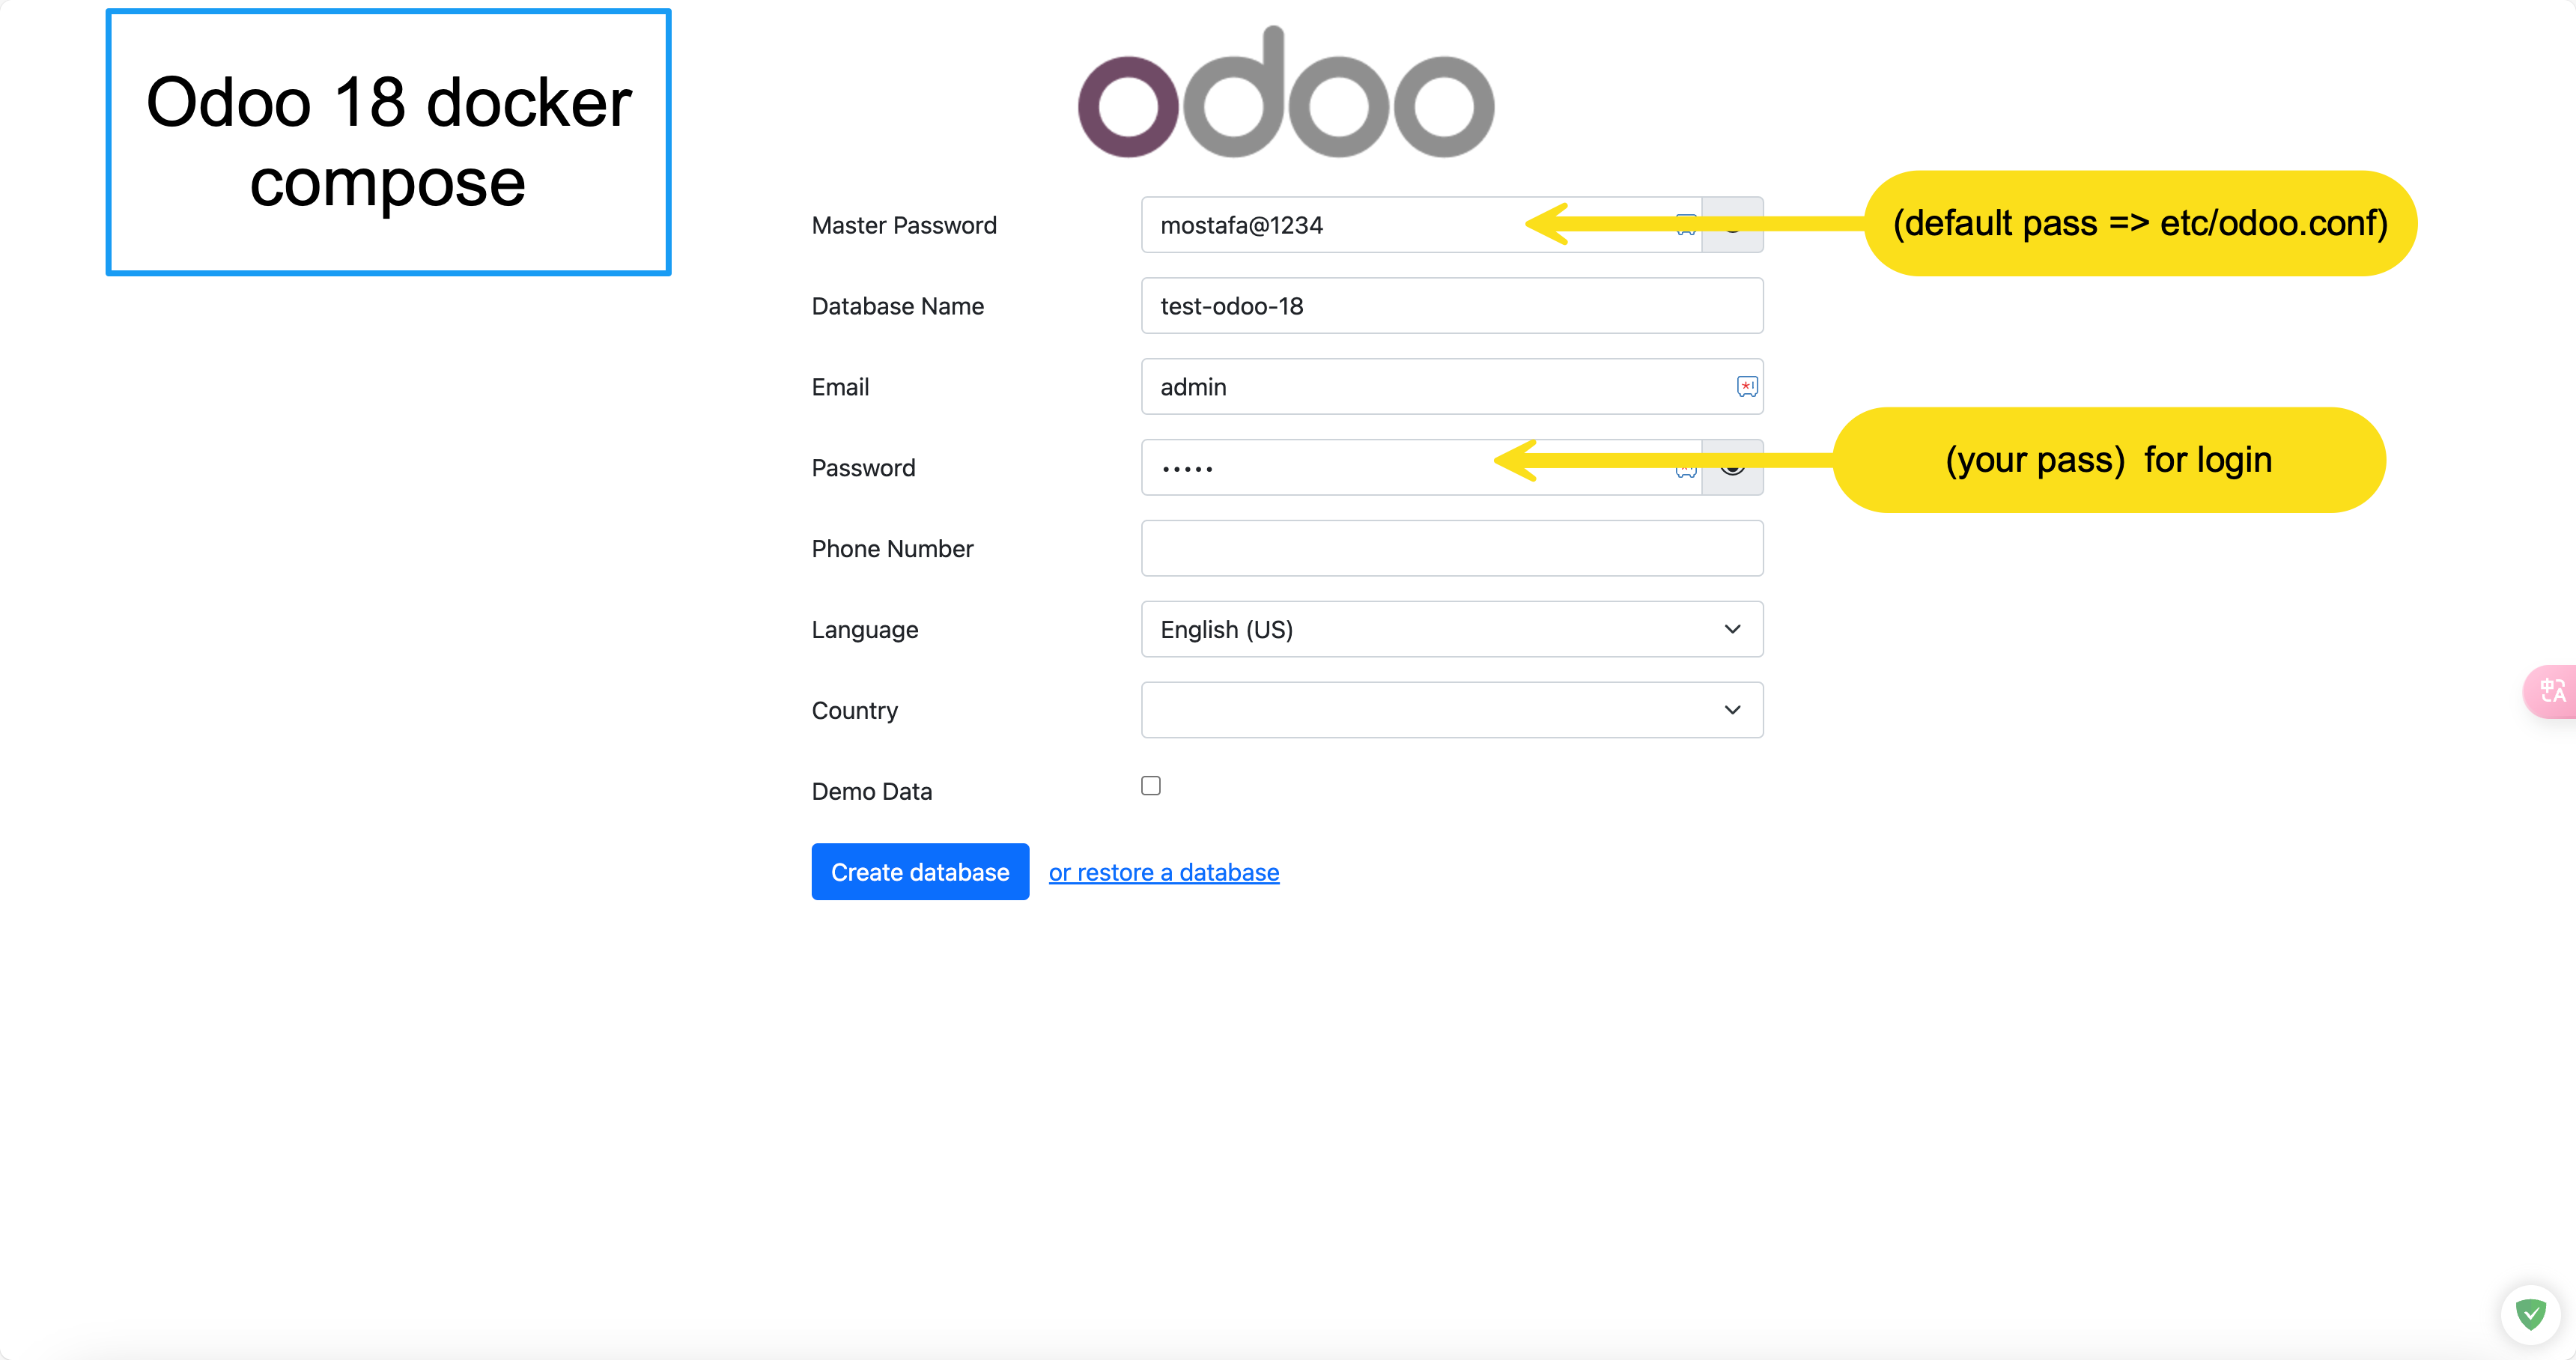 Odoo 18 docker
compose
odoo
Master Password
mostafa@1234
(default pass => etc/odoo.conf)
Database Name
test-odoo-18
Email
admin
Password
•••••
(your pass) for login
Phone Number
Language
English (US)
Country
Demo Data
Create database
or restore a database
中A